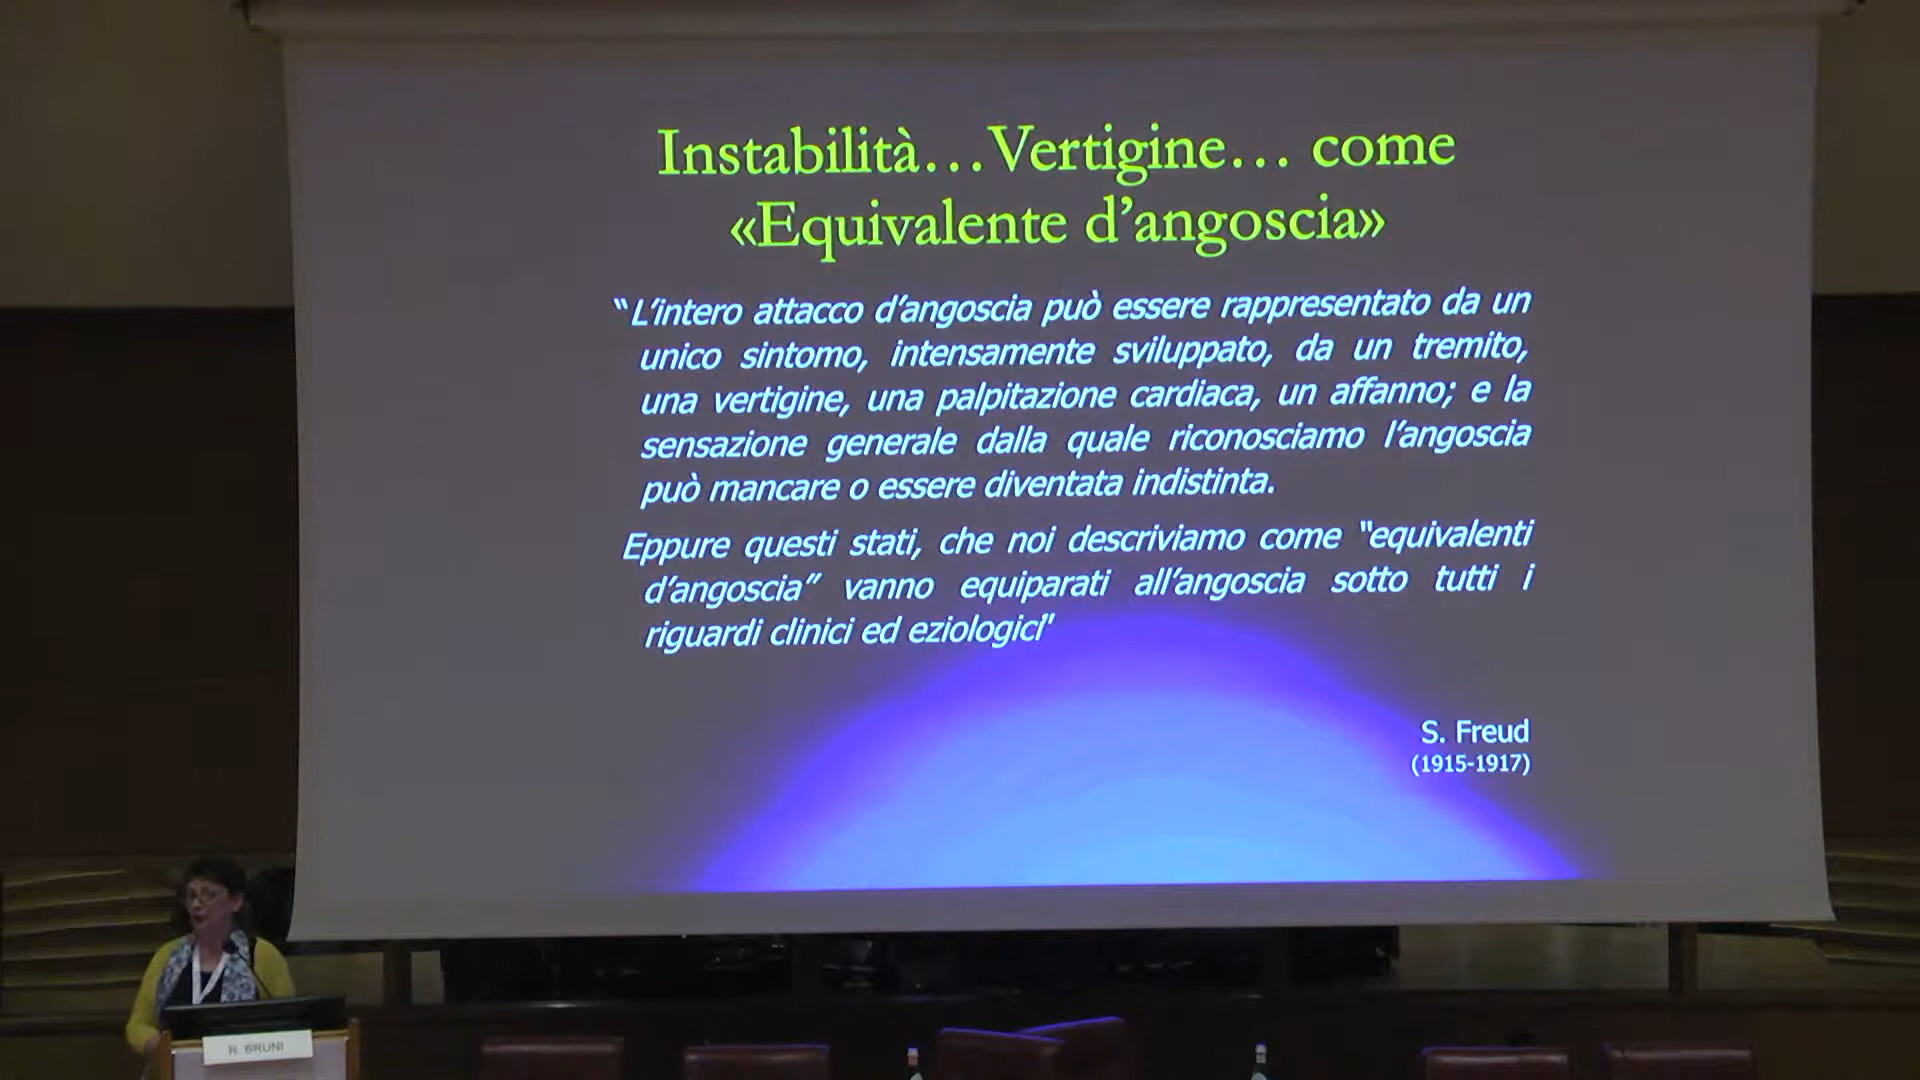 Instabilità…Vertigine… come
«Equivalente d’angoscia»
“L’intero attacco d’angoscia può essere rappresentato da un
unico sintomo, intensamente sviluppato, da un tremito,
una vertigine, una palpitazione cardiaca, un affanno; e la
sensazione generale dalla quale riconosciamo l’angoscia
può mancare o essere diventata indistinta.
Eppure questi stati, che noi descriviamo come “equivalenti
d’angoscia” vanno equiparati all’angoscia sotto tutti i
riguardi clinici ed eziologici”
S. Freud
(1915-1917)
R. BRUNI